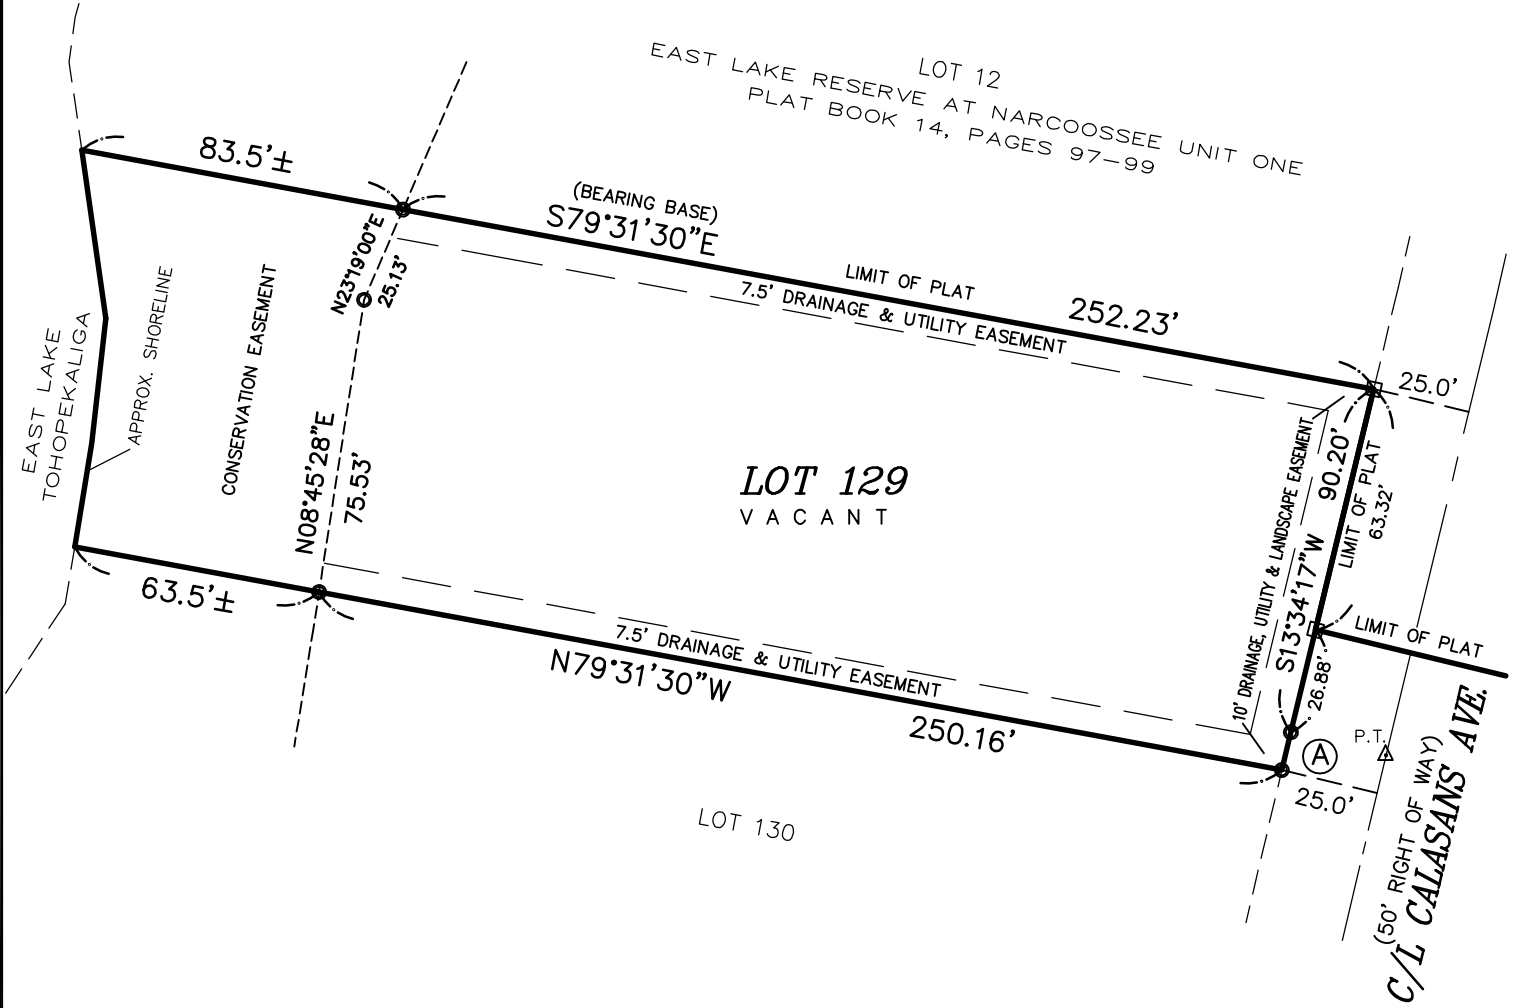 LOT 12
EAST LAKE RESERVE AT NARCOOSSEE UNIT ONE
PLAT BOOK 14, PAGES 97-99
83.5'±
(BEARING BASE)
S79°31'30"E
LIMIT OF PLAT
252.23'
7.5' DRAINAGE & UTILITY EASEMENT
N23°19'00"E
25.13'
25.0'
EAST LAKE
TOHOPEKALIGA
APPROX. SHORELINE
CONSERVATION EASEMENT
N08°45'28"E
75.53'
LOT 129
VACANT
10' DRAINAGE, UTILITY & LANDSCAPE EASEMENT
S13°34'17"W
90.20'
LIMIT OF PLAT
63.32'
LIMIT OF PLAT
26.88'
63.5'±
7.5' DRAINAGE & UTILITY EASEMENT
N79°31'30"W
250.16'
A
P.T.
25.0'
(50' RIGHT OF WAY)
C/L CALASANS AVE.
LOT 130